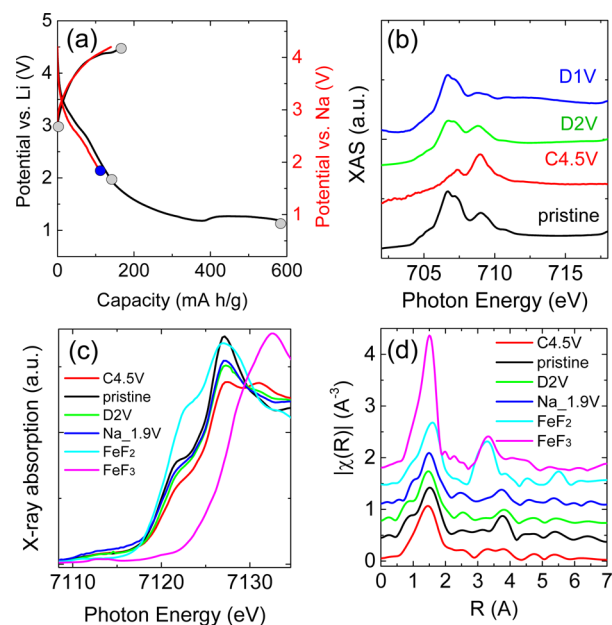 (a)
Potential vs. Li (V)
5
4
3
2
1
0
200
400
600
Capacity (mA h/g)
4
3
2
1
Potential vs. Na (V)
(b)
XAS (a.u.)
D1V
D2V
C4.5V
pristine
705
710
715
Photon Energy (eV)
(c)
X-ray absorption (a.u.)
C4.5V
pristine
D2V
Na_1.9V
FeF₂
FeF₃
7110
7120
7130
Photon Energy (eV)
(d)
|χ(R)| (A⁻³)
4
3
2
1
0
C4.5V
pristine
D2V
Na_1.9V
FeF₂
FeF₃
0
1
2
3
4
5
6
7
R (A)